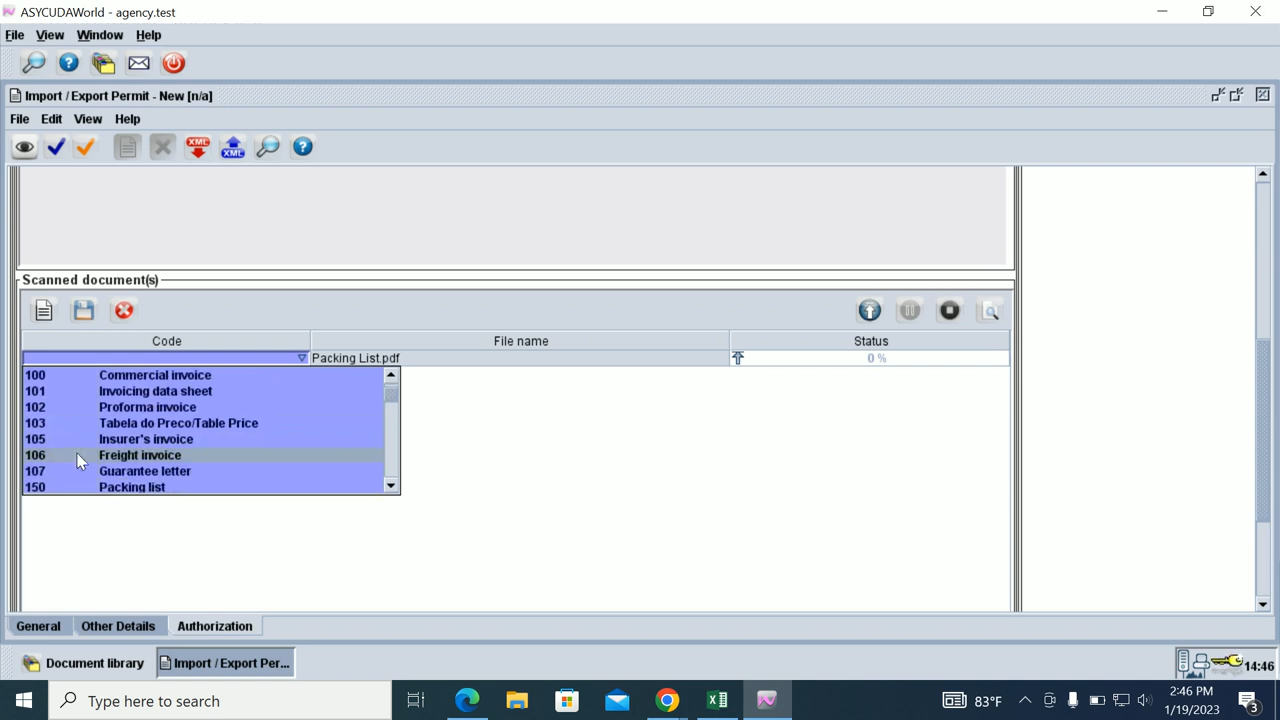 ASYCUDAWorld - agency.test
File View Window Help
Import / Export Permit - New [n/a]
File Edit View Help
XML XML
Scanned document(s)
Code File name Status
Packing List.pdf 0 %
100 Commercial invoice
101 Invoicing data sheet
102 Proforma invoice
103 Tabela do Preco/Table Price
105 Insurer's invoice
106 Freight invoice
107 Guarantee letter
150 Packing list
General Other Details Authorization
Document library Import / Export Per... 14:46
Type here to search 83°F 2:46 PM
1/19/2023 3